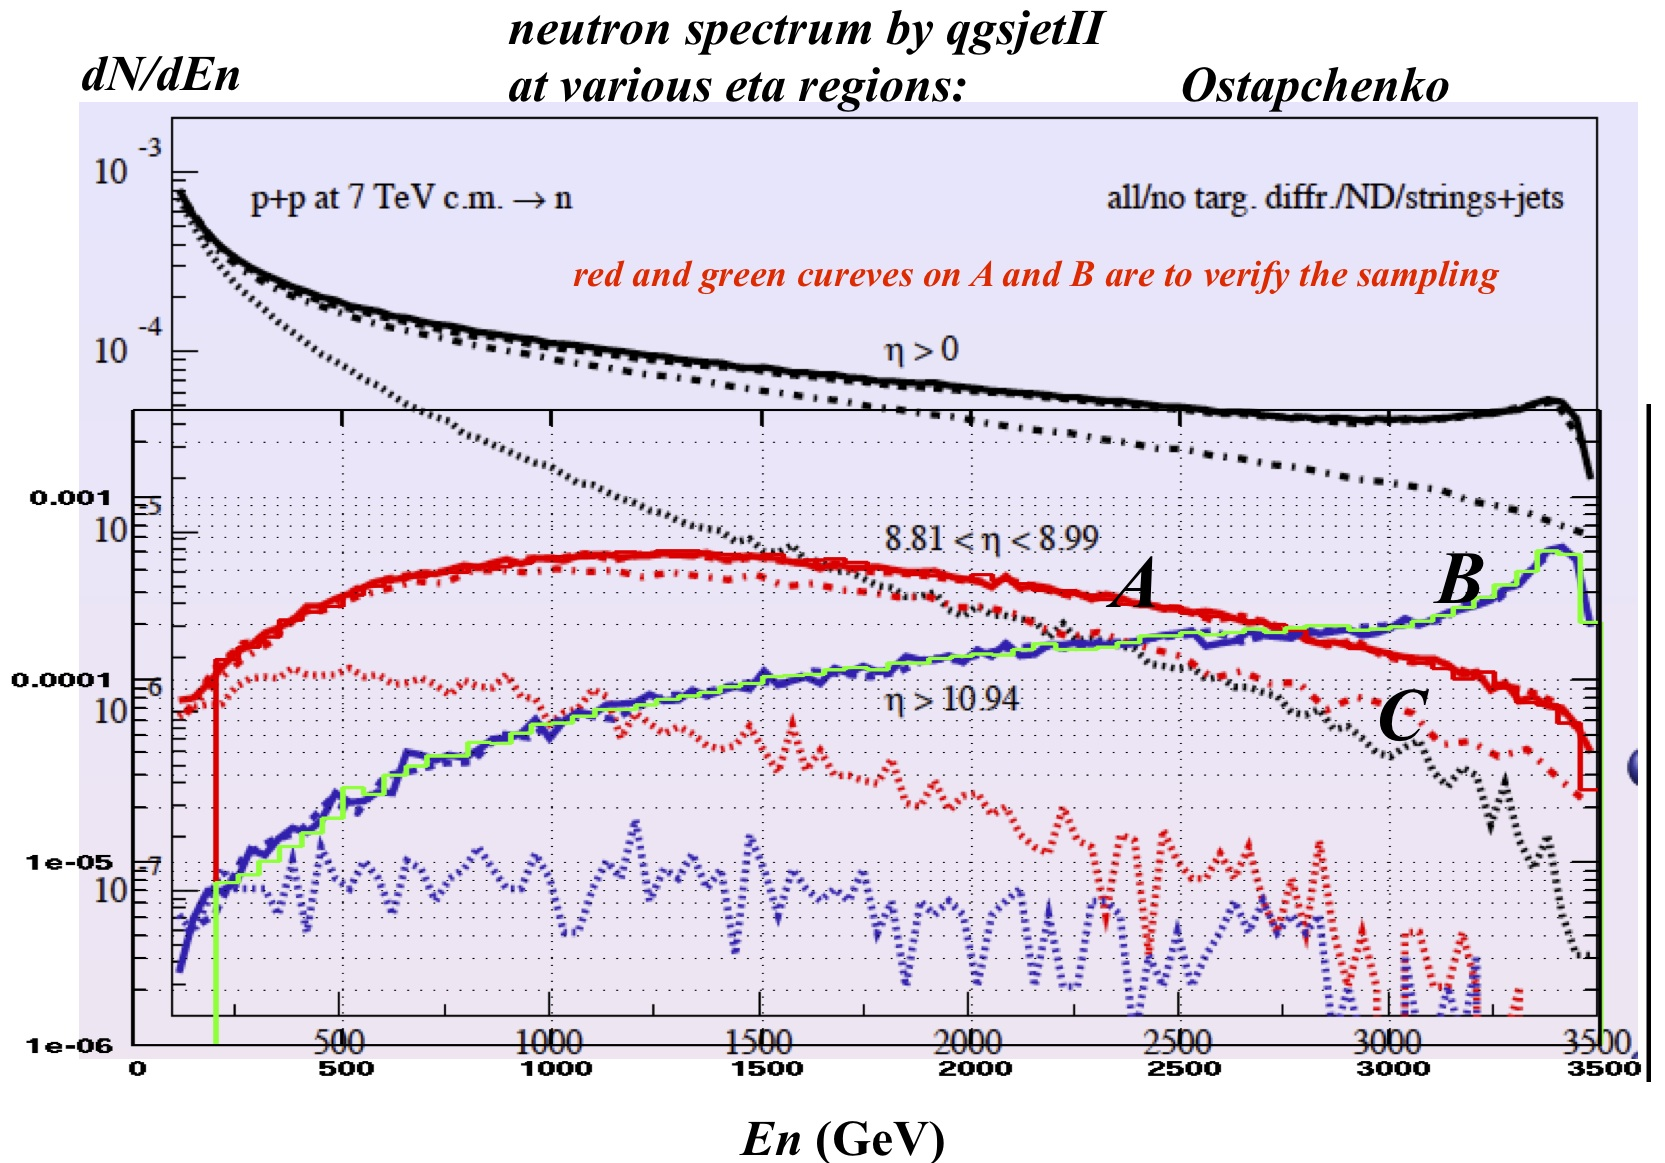 neutron spectrum by qgsjetII
dN/dEn
at various eta regions: Ostapchenko
10 -3
p+p at 7 TeV c.m. → n all/no targ. diffr./ND/strings+jets
red and green cureves on A and B are to verify the sampling
10 -4
η > 0
0.001
10 -5
8.81 < η < 8.99
A B
0.0001
10 -6
η > 10.94
C
1e-05
10 -7
1e-06
500 1000 1500 2000 2500 3000 3500
0 500 1000 1500 2000 2500 3000 3500
En (GeV)